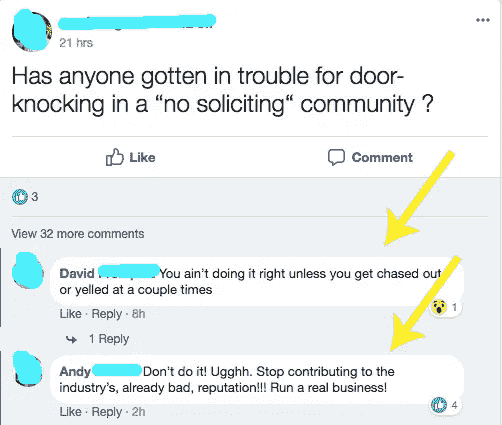 21 hrs
Has anyone gotten in trouble for door-
knocking in a “no soliciting“ community ?
Like
Comment
3
View 32 more comments
David You ain’t doing it right unless you get chased out
or yelled at a couple times
1
Like · Reply · 8h
1 Reply
Andy Don’t do it! Ugghh. Stop contributing to the
industry’s, already bad, reputation!!! Run a real business!
4
Like · Reply · 2h